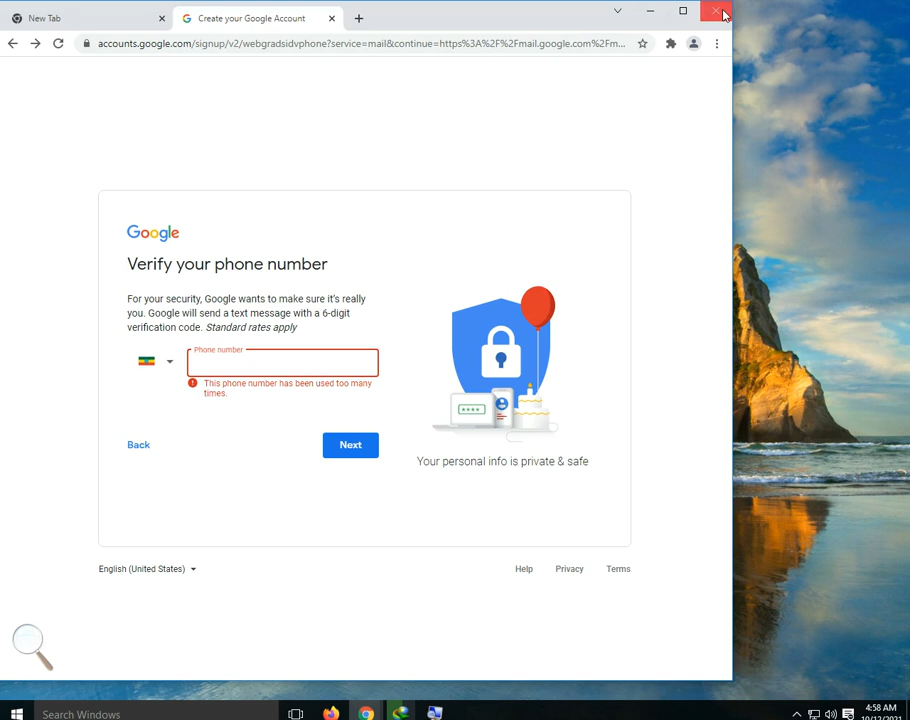 New Tab
Create your Google Account
accounts.google.com/signup/v2/webgradsidvphone?service=mail&continue=https%3A%2F%2Fmail.google.com%2Fm...
Google
Verify your phone number
For your security, Google wants to make sure it's really
you. Google will send a text message with a 6-digit
verification code. Standard rates apply
Phone number
This phone number has been used too many
times.
Back
Next
Your personal info is private & safe
English (United States)
Help
Privacy
Terms
4:58 AM
Search Windows
10/12/2021